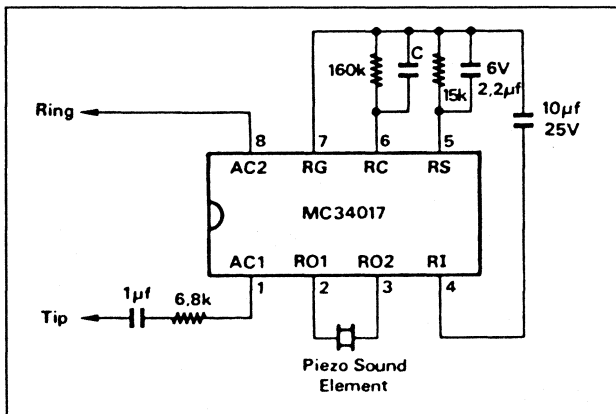 160k
C
15k
6V
2,2µf
10µf
25V
Ring
8
7
6
5
AC2
RG
RC
RS
MC34017
AC1
RO1
RO2
RI
1
2
3
4
1µf
6,8k
Tip
Piezo Sound
Element